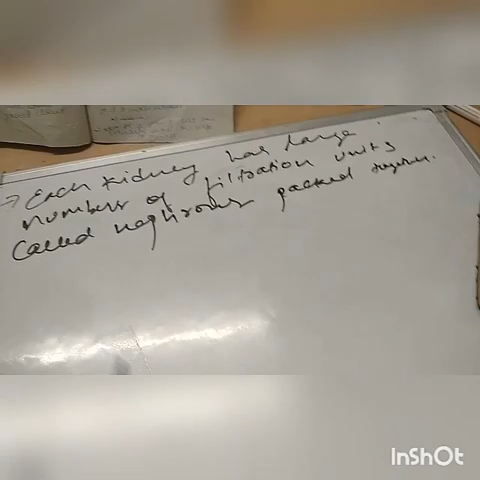 → Each Kidney has large
numbers of filtration units
called nephrons packed together.
InShOt